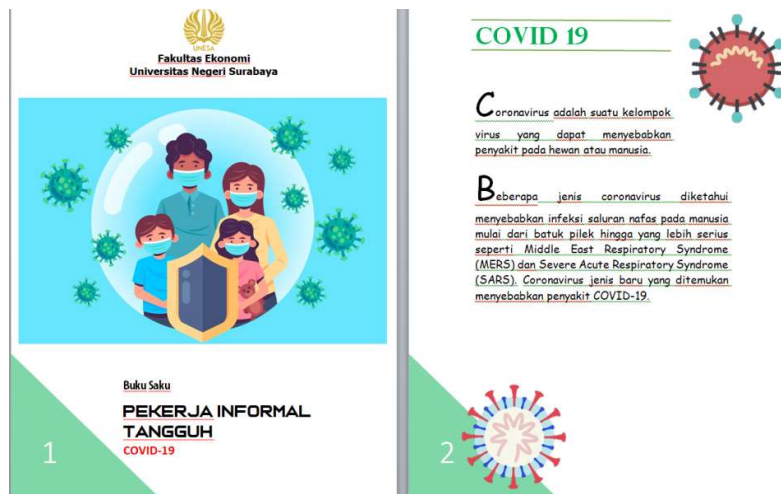 UNESA
Fakultas Ekonomi
Universitas Negeri Surabaya
Buku Saku
PEKERJA INFORMAL
TANGGUH
COVID-19
1
COVID 19
Coronavirus adalah suatu kelompok
virus yang dapat menyebabkan
penyakit pada hewan atau manusia.
Beberapa jenis coronavirus diketahui
menyebabkan infeksi saluran nafas pada manusia
mulai dari batuk pilek hingga yang lebih serius
seperti Middle East Respiratory Syndrome
(MERS) dan Severe Acute Respiratory Syndrome
(SARS). Coronavirus jenis baru yang ditemukan
menyebabkan penyakit COVID-19.
2